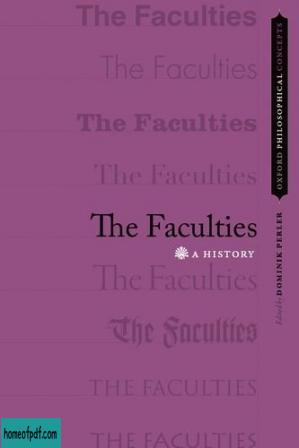 The Faculties
The Faculties
The Faculties
The Faculties
The Faculties
A HISTORY
The Faculties
The Faculties
THE FACULTIES
THE FACULTIES
OXFORD PHILOSOPHICAL CONCEPTS
Edited by DOMINIK PERLER
homeofpdf.com